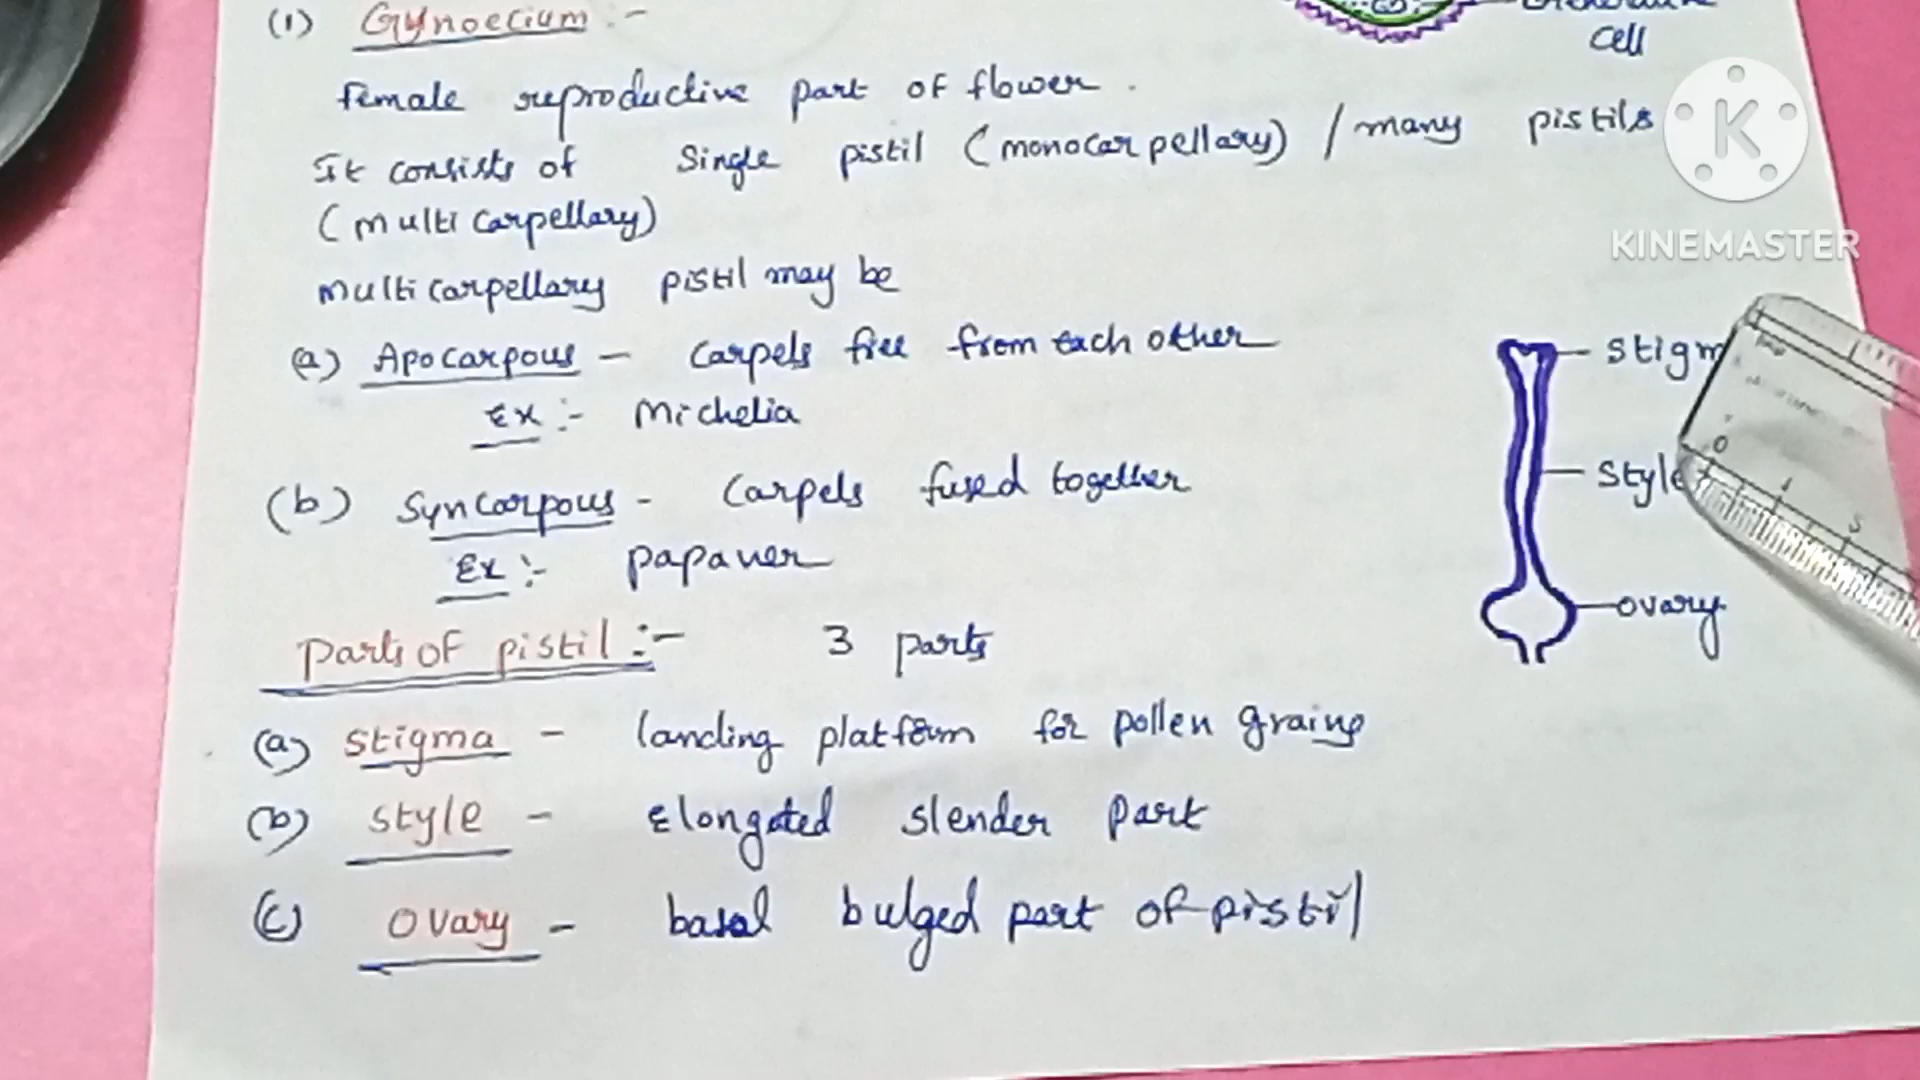 (1) Gynoecium :-
cell
female reproductive part of flower.
It consists of single pistil (monocarpellary) / many pistils
(multicarpellary)
multicarpellary pistil may be
(a) Apocarpous - carpels free from each other
Ex :- Michelia
(b) Syncarpous - carpels fused together
Ex :- papaver
parts of pistil :- 3 parts
(a) stigma - landing platform for pollen grains
(b) style - elongated slender part
(c) ovary - basal bulged part of pistil
stigm
style
ovary
0
5
K
KINEMASTER